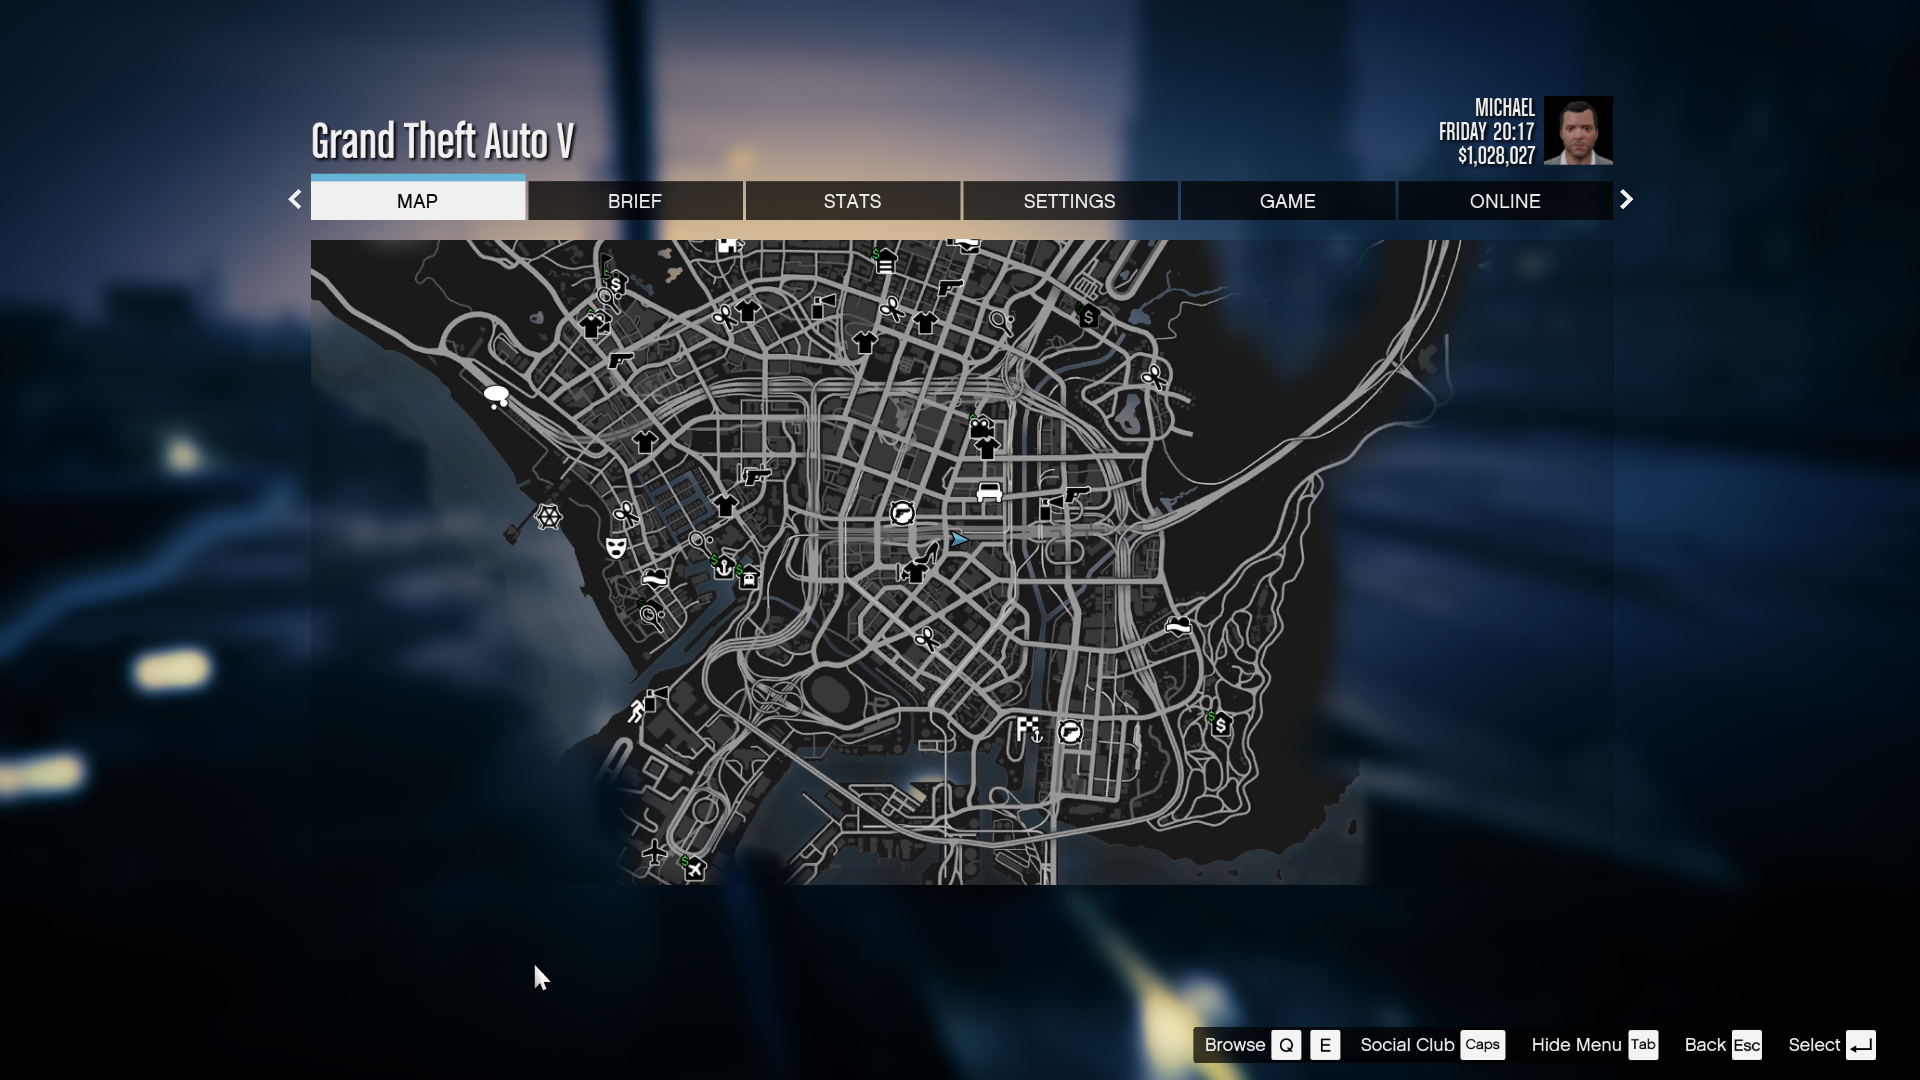 Grand Theft Auto V
MICHAEL
FRIDAY 20:17
$1,028,027
MAP
BRIEF
STATS
SETTINGS
GAME
ONLINE
Browse Q E Social Club Caps Hide Menu Tab Back Esc Select